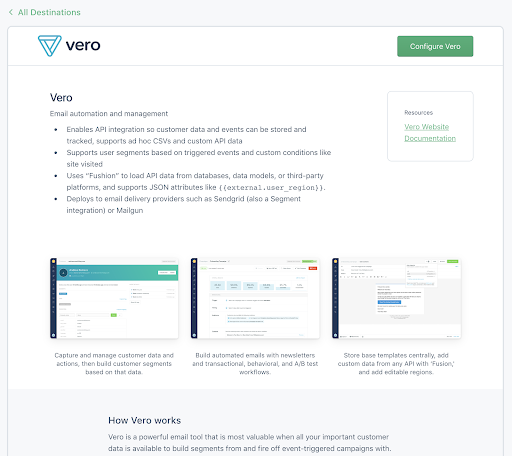 All Destinations
vero
Configure Vero
Vero
Email automation and management
Enables API integration so customer data and events can be stored and
tracked, supports ad hoc CSVs and custom API data
Supports user segments based on triggered events and custom conditions like
site visited
Uses “Fushion” to load API data from databases, data models, or third-party
platforms, and supports JSON attributes like {{external.user_region}}.
Deploys to email delivery providers such as Sendgrid (also a Segment
integration) or Mailgun
Resources
Vero Website
Documentation
Capture and manage customer data and
actions, then build customer segments
based on that data.
Build automated emails with newsletters
and transactional, behavioral, and A/B test
workflows.
Store base templates centrally, add
custom data from any API with 'Fusion,'
and add editable regions.
How Vero works
Vero is a powerful email tool that is most valuable when all your important customer
data is available to build segments from and fire off event-triggered campaigns with.